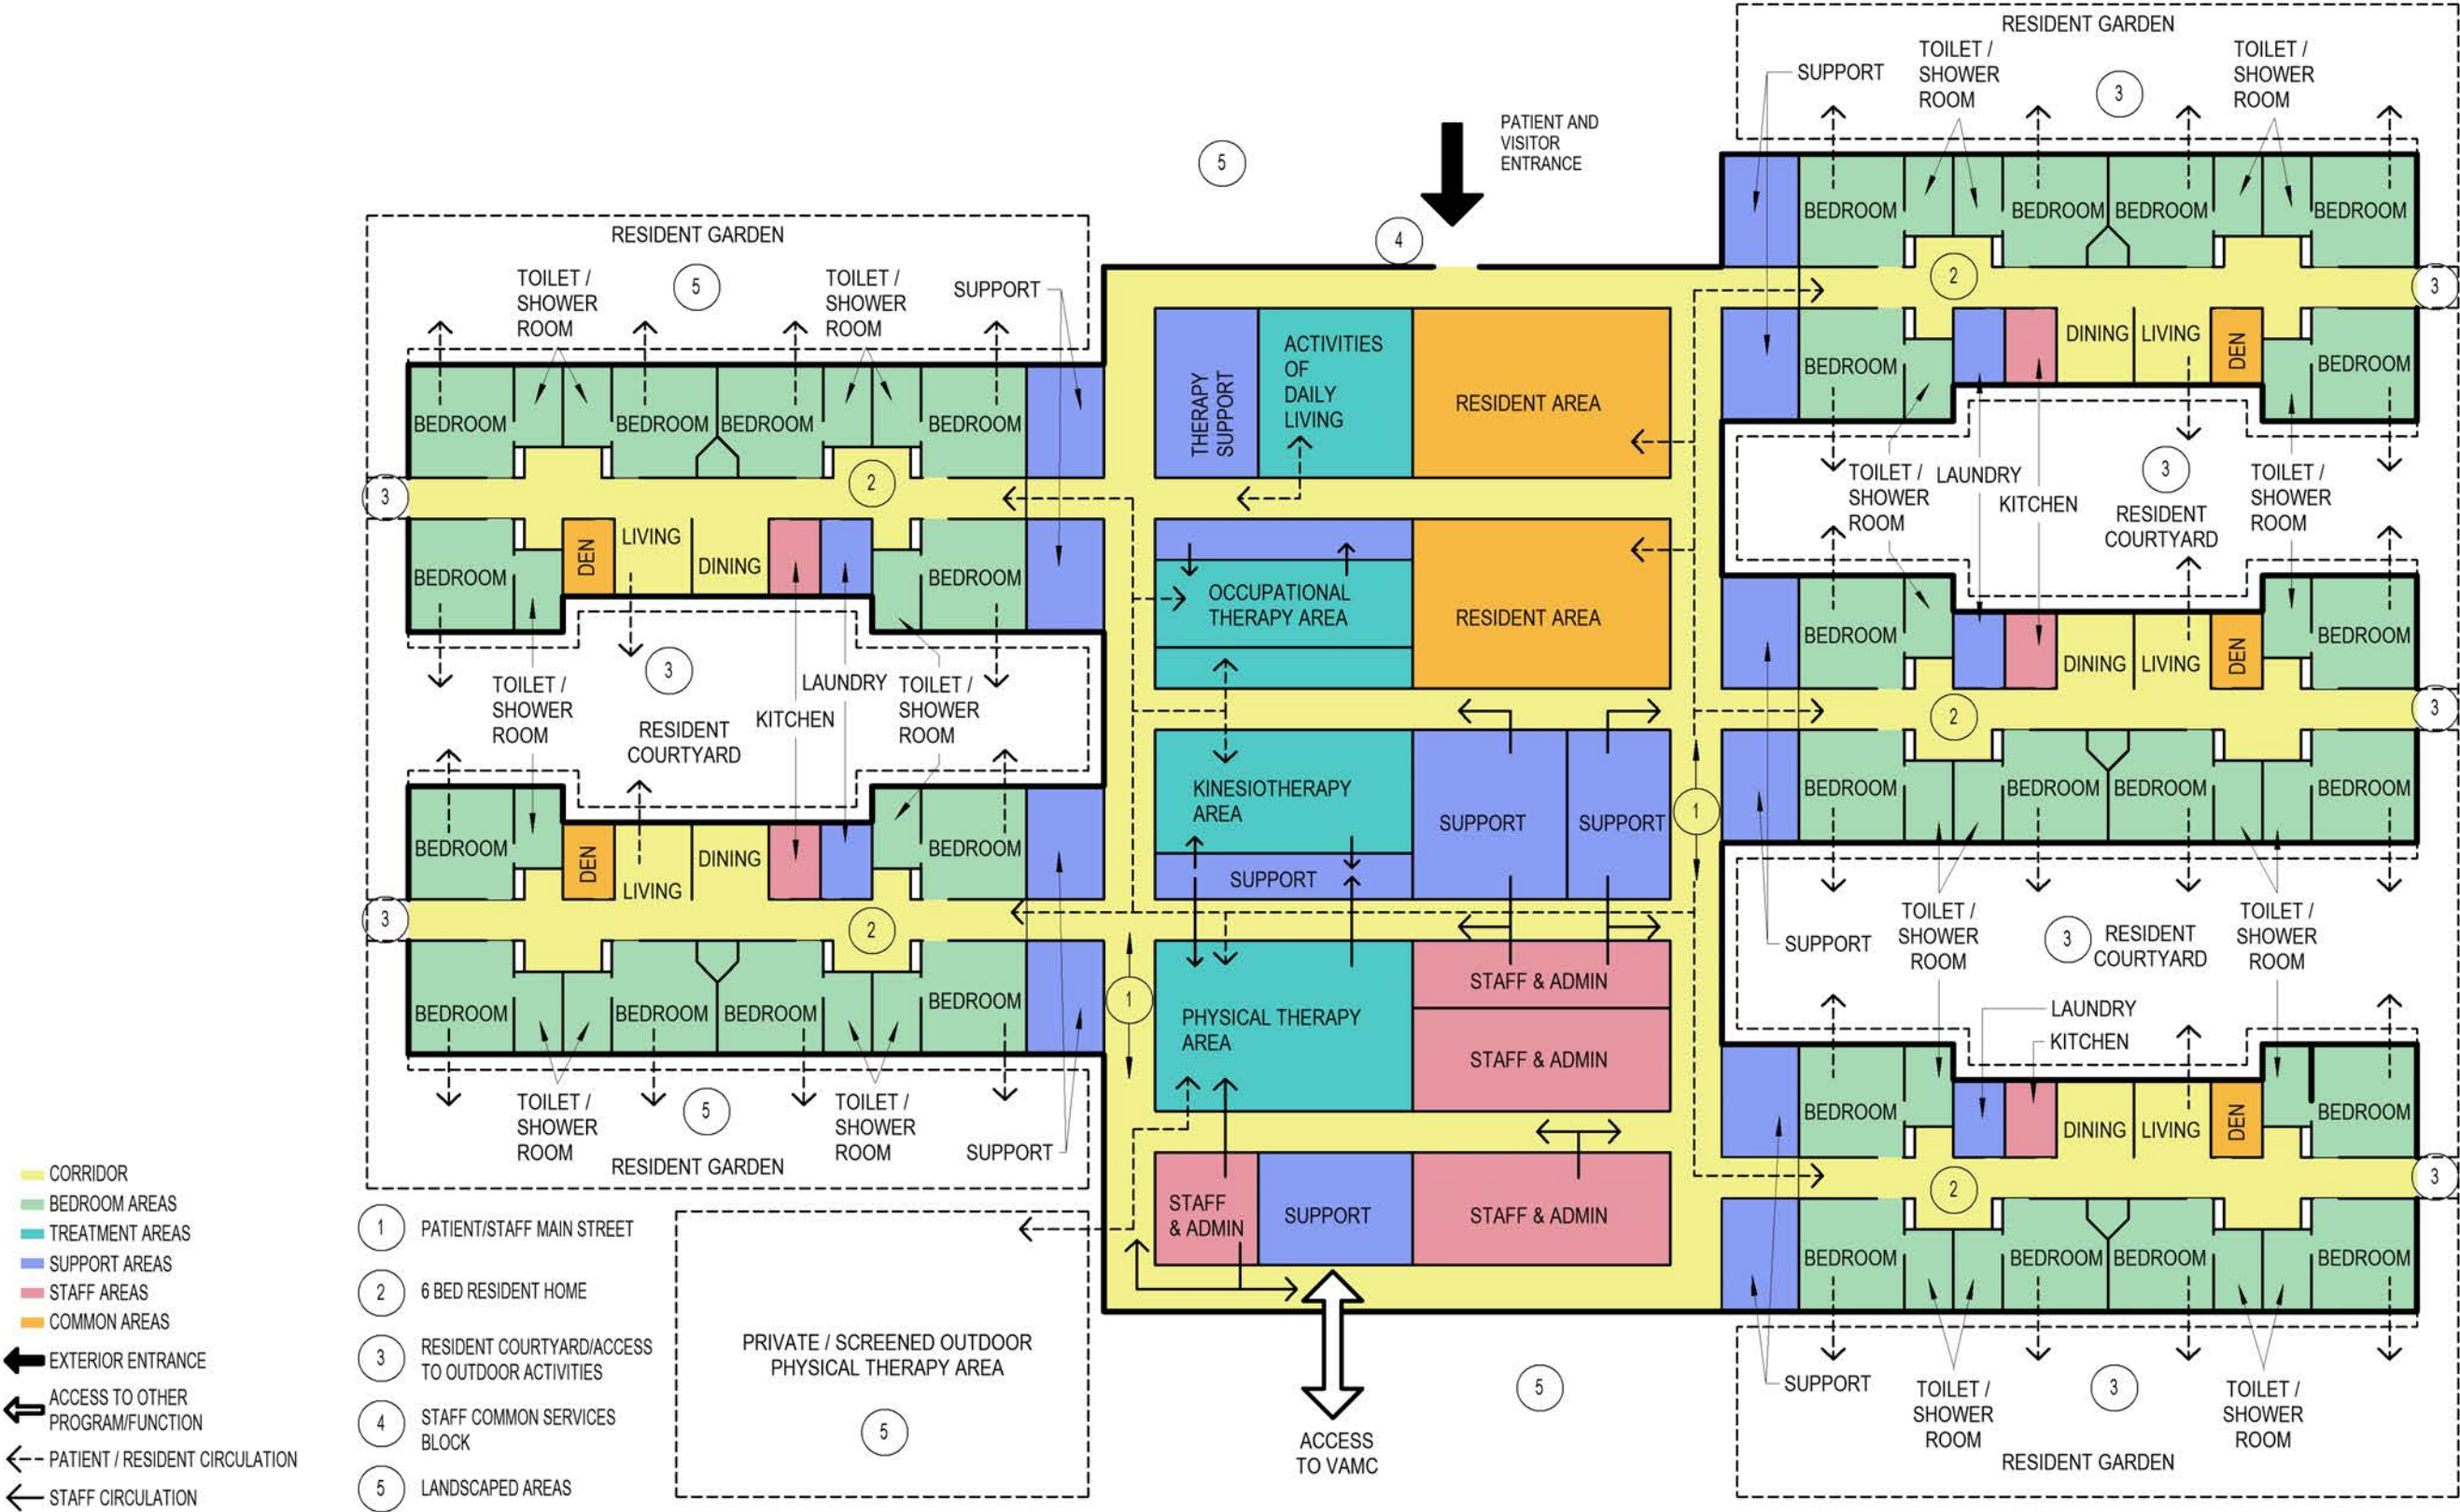 RESIDENT GARDEN
TOILET /
SHOWER
ROOM
TOILET /
SHOWER
ROOM
SUPPORT
3
PATIENT AND
VISITOR
ENTRANCE
5
4
BEDROOM
BEDROOM
BEDROOM
BEDROOM
2
3
DINING
LIVING
DEN
BEDROOM
BEDROOM
TOILET /
SHOWER
ROOM
LAUNDRY
KITCHEN
3
RESIDENT
COURTYARD
TOILET /
SHOWER
ROOM
BEDROOM
DINING
LIVING
DEN
BEDROOM
2
3
BEDROOM
BEDROOM
BEDROOM
BEDROOM
SUPPORT
TOILET /
SHOWER
ROOM
3
RESIDENT
COURTYARD
TOILET /
SHOWER
ROOM
LAUNDRY
KITCHEN
BEDROOM
DINING
LIVING
DEN
BEDROOM
2
3
BEDROOM
BEDROOM
BEDROOM
BEDROOM
SUPPORT
TOILET /
SHOWER
ROOM
3
TOILET /
SHOWER
ROOM
RESIDENT GARDEN
RESIDENT GARDEN
5
TOILET /
SHOWER
ROOM
TOILET /
SHOWER
ROOM
SUPPORT
BEDROOM
BEDROOM
BEDROOM
BEDROOM
3
2
BEDROOM
DEN
LIVING
DINING
BEDROOM
TOILET /
SHOWER
ROOM
3
RESIDENT
COURTYARD
KITCHEN
LAUNDRY
TOILET /
SHOWER
ROOM
BEDROOM
DEN
LIVING
DINING
BEDROOM
3
2
BEDROOM
BEDROOM
BEDROOM
BEDROOM
TOILET /
SHOWER
ROOM
5
TOILET /
SHOWER
ROOM
SUPPORT
RESIDENT GARDEN
THERAPY
SUPPORT
ACTIVITIES
OF
DAILY
LIVING
RESIDENT AREA
OCCUPATIONAL
THERAPY AREA
RESIDENT AREA
KINESIOTHERAPY
AREA
SUPPORT
SUPPORT
SUPPORT
1
1
PHYSICAL THERAPY
AREA
STAFF & ADMIN
STAFF & ADMIN
STAFF
& ADMIN
SUPPORT
STAFF & ADMIN
ACCESS
TO VAMC
5
PRIVATE / SCREENED OUTDOOR
PHYSICAL THERAPY AREA
5
CORRIDOR
BEDROOM AREAS
TREATMENT AREAS
SUPPORT AREAS
STAFF AREAS
COMMON AREAS
EXTERIOR ENTRANCE
ACCESS TO OTHER
PROGRAM/FUNCTION
PATIENT / RESIDENT CIRCULATION
STAFF CIRCULATION
1 PATIENT/STAFF MAIN STREET
2 6 BED RESIDENT HOME
3 RESIDENT COURTYARD/ACCESS
TO OUTDOOR ACTIVITIES
4 STAFF COMMON SERVICES
BLOCK
5 LANDSCAPED AREAS